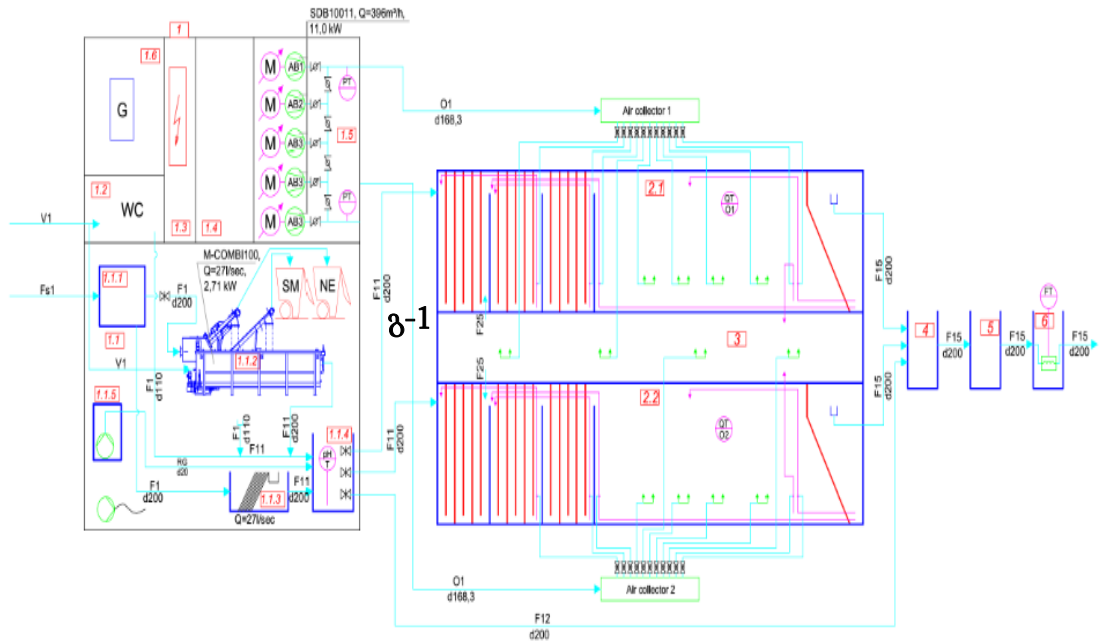 SDB10011, Q=396m³/h,
11,0 kW
1
1.6
G
M
AB1
PT
M
AB2
M
AB3
1.5
M
AB3
PT
M
AB3
1.2
WC
1.3
1.4
V1
O1
d168,3
Air collector 1
2.1
QT
O1
M-COMBI100,
Q=27l/sec,
2,71 kW
SM
NE
1.1.1
Fs1
F1
d200
1.1
1.1.2
V1
F1
d110
F11
d200
გ-1
F25
F25
3
F15
d200
FT
4
5
6
F15
d200
F15
d200
F15
d200
F15
d200
1.1.5
F1
d110
F11
d200
1.1.4
F11
pH
T
RG
d20
F1
d200
1.1.3
F11
d200
Q=27l/sec
F11
d200
2.2
QT
O2
O1
d168,3
Air collector 2
F12
d200